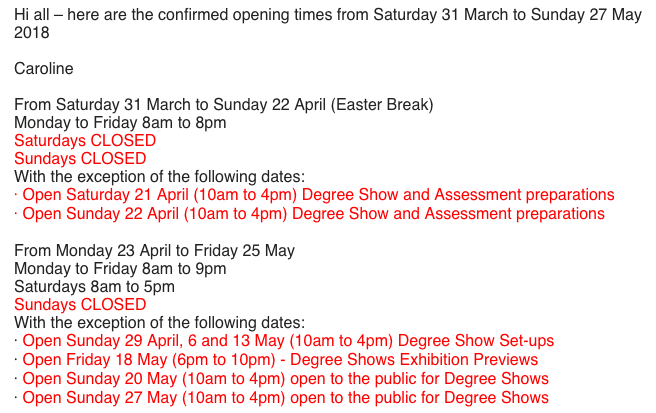 Hi all – here are the confirmed opening times from Saturday 31 March to Sunday 27 May
2018
Caroline
From Saturday 31 March to Sunday 22 April (Easter Break)
Monday to Friday 8am to 8pm
Saturdays CLOSED
Sundays CLOSED
With the exception of the following dates:
· Open Saturday 21 April (10am to 4pm) Degree Show and Assessment preparations
· Open Sunday 22 April (10am to 4pm) Degree Show and Assessment preparations
From Monday 23 April to Friday 25 May
Monday to Friday 8am to 9pm
Saturdays 8am to 5pm
Sundays CLOSED
With the exception of the following dates:
· Open Sunday 29 April, 6 and 13 May (10am to 4pm) Degree Show Set-ups
· Open Friday 18 May (6pm to 10pm) - Degree Shows Exhibition Previews
· Open Sunday 20 May (10am to 4pm) open to the public for Degree Shows
· Open Sunday 27 May (10am to 4pm) open to the public for Degree Shows